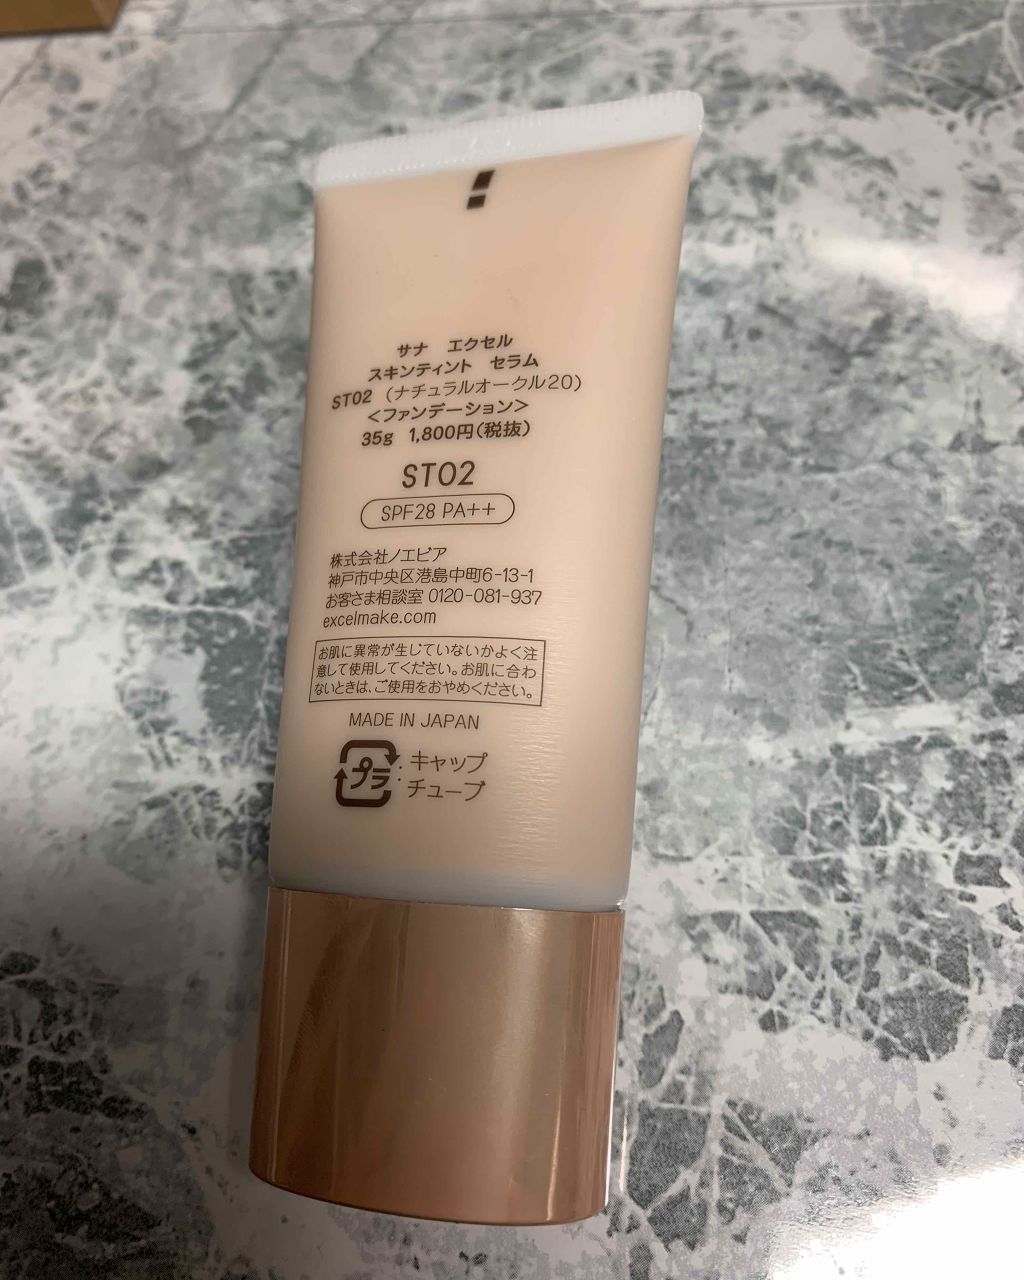 サナ エクセル
スキンティント セラム
ST02 (ナチュラルオークル20)
<ファンデーション>
35g 1,800円(税抜)
ST02
SPF28 PA++
株式会社ノエビア
神戸市中央区港島中町6-13-1
お客さま相談室 0120-081-937
excelmake.com
お肌に異常が生じていないかよく注
意して使用してください。お肌に合わ
ないときは、ご使用をおやめください。
MADE IN JAPAN
プラ : キャップ
チューブ